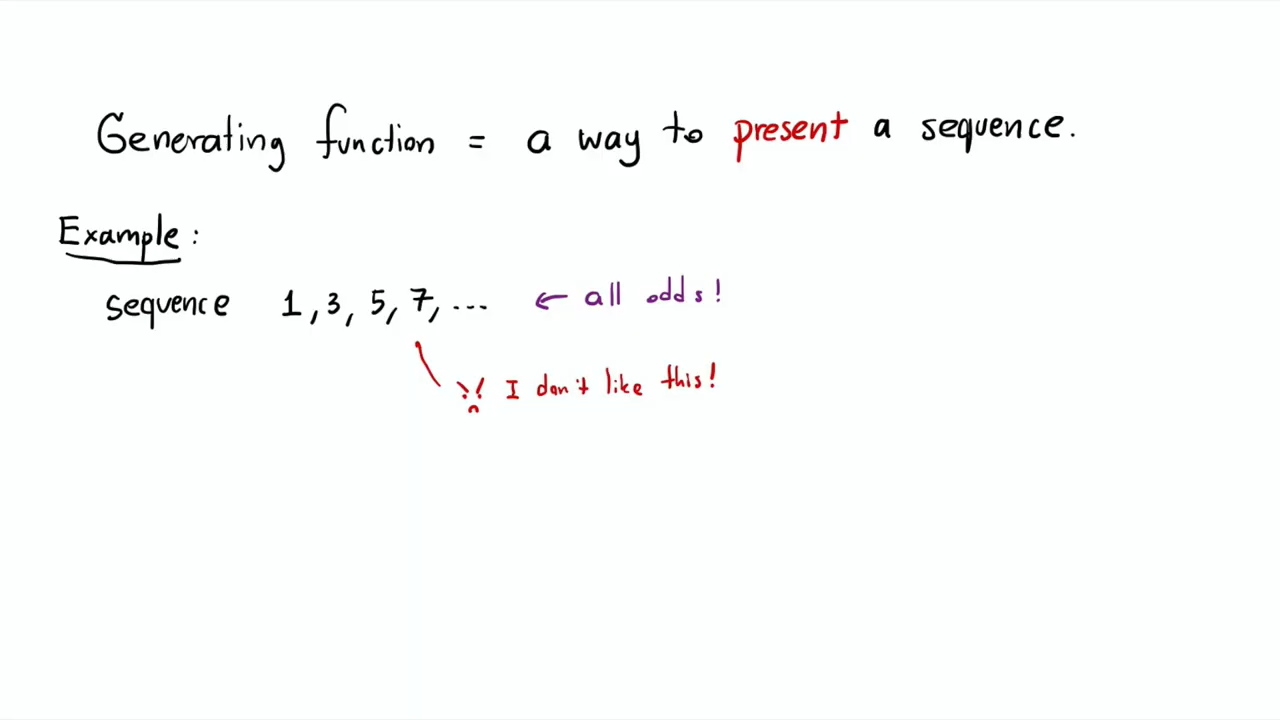 Generating function = a way to present a sequence.
Example:
sequence 1, 3, 5, 7, ... ← all odds!
I don't like this!